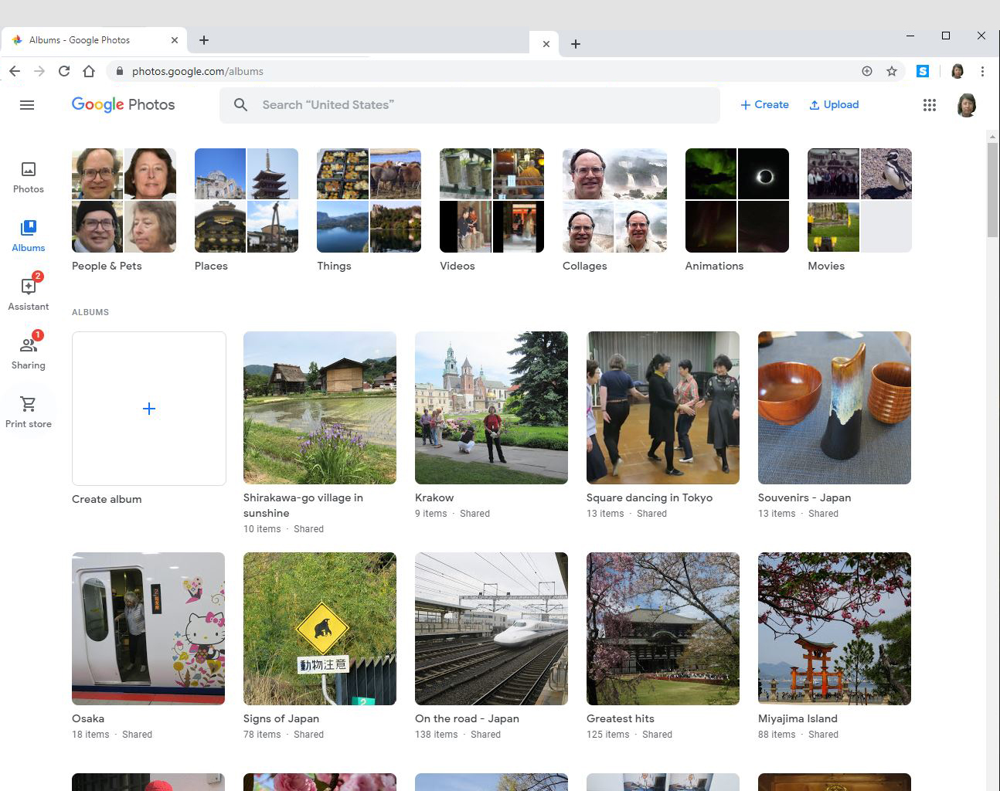 Albums - Google Photos
photos.google.com/albums
S
Google Photos
Search “United States”
Create
Upload
Photos
Albums
2
Assistant
1
Sharing
Print store
People & Pets
Places
Things
Videos
Collages
Animations
Movies
ALBUMS
Create album
Shirakawa-go village in
sunshine
10 items · Shared
Krakow
9 items · Shared
Square dancing in Tokyo
13 items · Shared
Souvenirs - Japan
13 items · Shared
動物注意
2
Osaka
18 items · Shared
Signs of Japan
78 items · Shared
On the road - Japan
138 items · Shared
Greatest hits
125 items · Shared
Miyajima Island
88 items · Shared